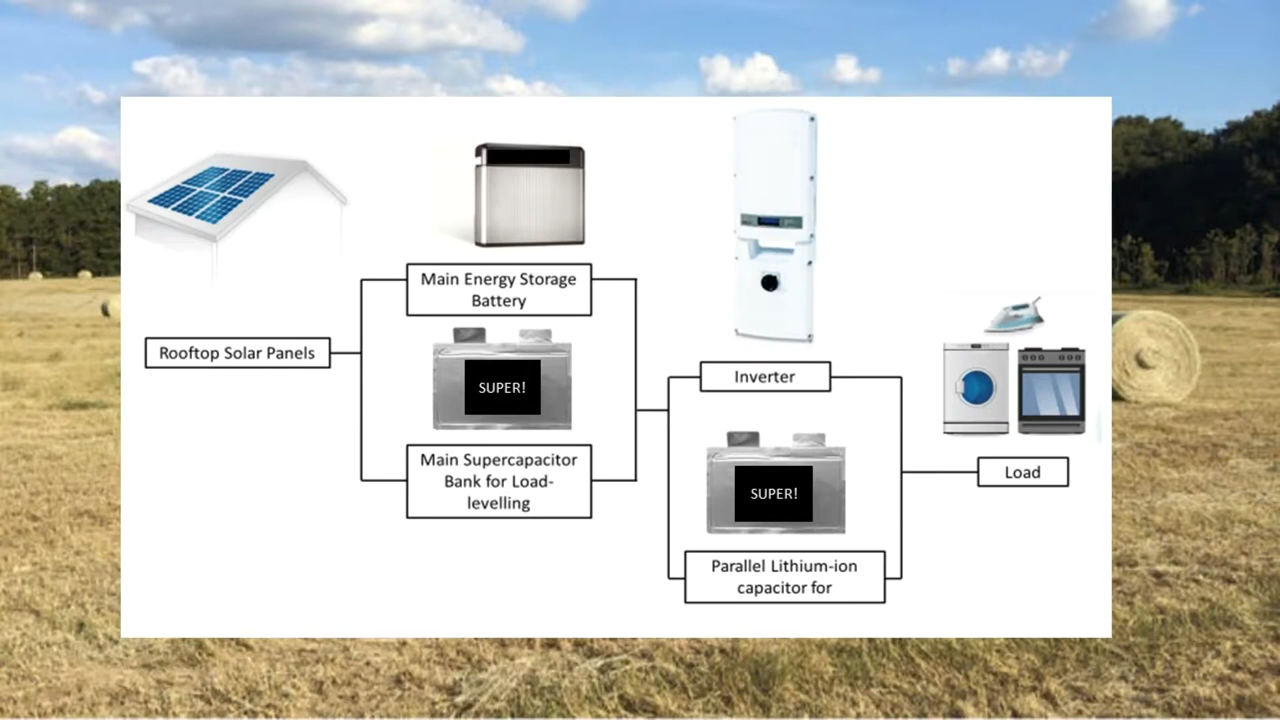 Main Energy Storage
Battery
Rooftop Solar Panels
SUPER!
Inverter
Main Supercapacitor
Bank for Load-
levelling
SUPER!
Load
Parallel Lithium-ion
capacitor for